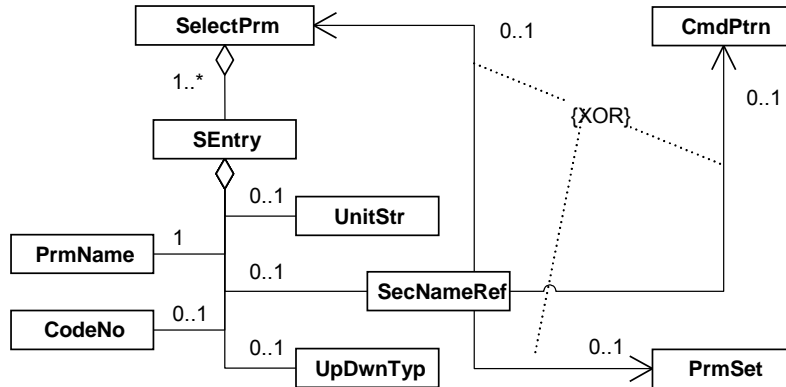 SelectPrm
0..1
CmdPtrn
1..*
0..1
{XOR}
SEntry
0..1
UnitStr
PrmName
1
0..1
SecNameRef
CodeNo
0..1
0..1
UpDwnTyp
0..1
PrmSet